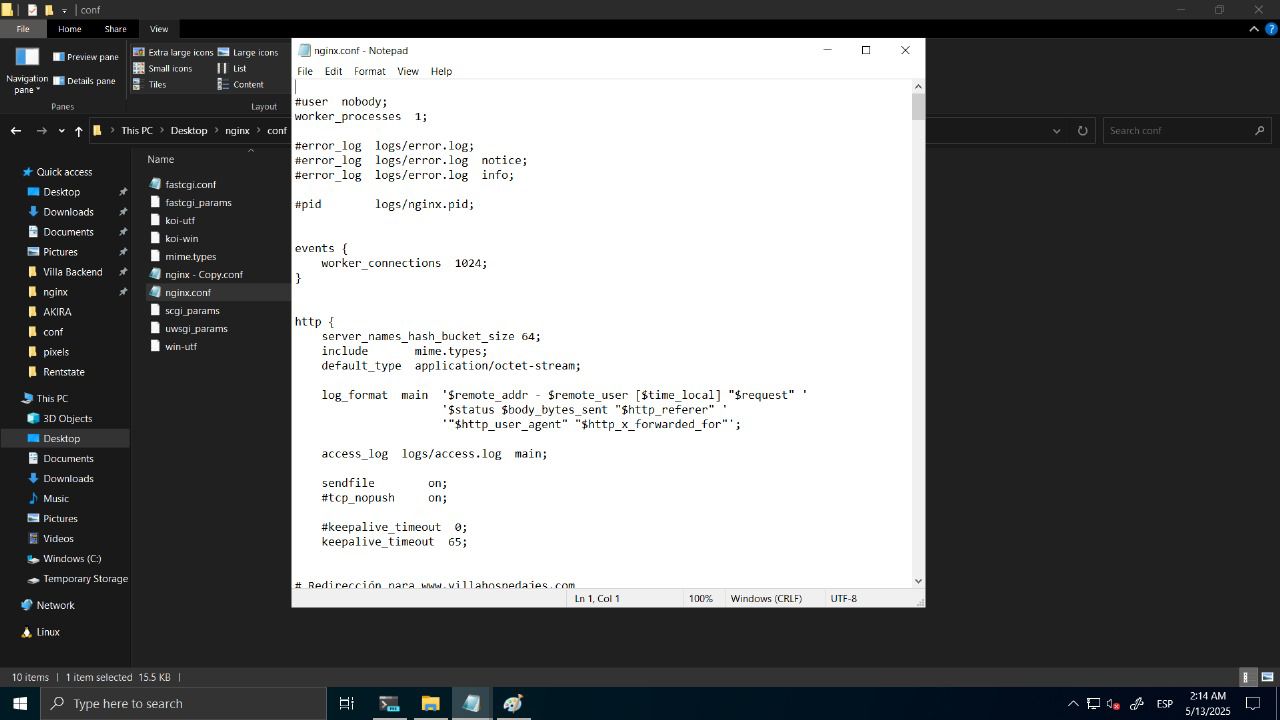 conf
File
Home
Share
View
Navigation pane
Preview pane
Details pane
Panes
Extra large icons
Large icons
Small icons
List
Tiles
Content
Layout
This PC
Desktop
nginx
conf
Search conf
Quick access
Desktop
Downloads
Documents
Pictures
Villa Backend
nginx
AKIRA
conf
pixels
Rentstate
This PC
3D Objects
Desktop
Documents
Downloads
Music
Pictures
Videos
Windows (C:)
Temporary Storage
Network
Linux
Name
fastcgi.conf
fastcgi_params
koi-utf
koi-win
mime.types
nginx - Copy.conf
nginx.conf
scgi_params
uwsgi_params
win-utf
nginx.conf - Notepad
File Edit Format View Help
#user  nobody;
worker_processes  1;
#error_log  logs/error.log;
#error_log  logs/error.log  notice;
#error_log  logs/error.log  info;
#pid        logs/nginx.pid;
events {
    worker_connections  1024;
}
http {
    server_names_hash_bucket_size 64;
    include       mime.types;
    default_type  application/octet-stream;
    log_format  main  '$remote_addr - $remote_user [$time_local] "$request" '
                      '$status $body_bytes_sent "$http_referer" '
                      '"$http_user_agent" "$http_x_forwarded_for"';
    access_log  logs/access.log  main;
    sendfile        on;
    #tcp_nopush     on;
    #keepalive_timeout  0;
    keepalive_timeout  65;
# Redirección para www.villahospedajes.com
Ln 1, Col 1
100%
Windows (CRLF)
UTF-8
10 items
1 item selected 15.5 KB
Type here to search
ESP
2:14 AM
5/13/2025